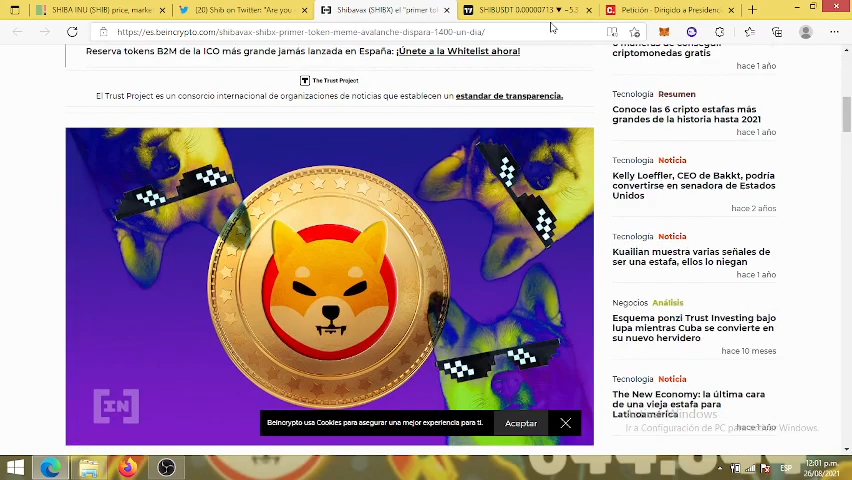 SHIBA INU (SHIB) price, marke
(20) Shib on Twitter: "Are you
Shibavax (SHIBX) el "primer to
SHIBUSDT 0.00000713 ▼ −5.3
Petición · Dirigido a Presidenc
https://es.beincrypto.com/shibavax-shibx-primer-token-meme-avalanche-dispara-1400-un-dia/
Reserva tokens B2M de la ICO más grande jamás lanzada en España: ¡Únete a la Whitelist ahora!
The Trust Project
El Trust Project es un consorcio internacional de organizaciones de noticias que establecen un estandar de transparencia.
IN
Beincrypto usa Cookies para asegurar una mejor experiencia para ti.
Aceptar
criptomonedas gratis
hace 1 año
Tecnología Resumen
Conoce las 6 cripto estafas más
grandes de la historia hasta 2021
hace 1 año
Tecnología Noticia
Kelly Loeffler, CEO de Bakkt, podría
convertirse en senadora de Estados
Unidos
hace 2 años
Tecnología Noticia
Kuailian muestra varias señales de
ser una estafa, ellos lo niegan
hace 1 año
Negocios Análisis
Esquema ponzi Trust Investing bajo
lupa mientras Cuba se convierte en
su nuevo hervidero
hace 10 meses
Tecnología Noticia
The New Economy: la última cara
de una vieja estafa para
Latinoamérica
hace 1 año
Windows
Ir a Configuración de PC para Windows.
ESP
12:01 p.m.
26/08/2021